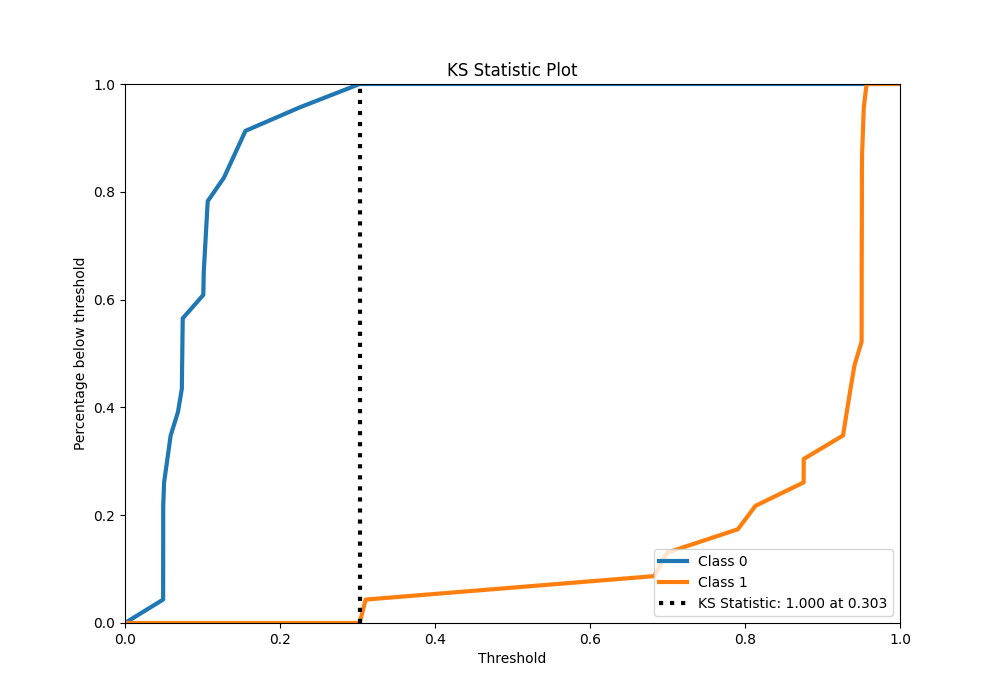 KS Statistic Plot
Percentage below threshold
1.0
0.8
0.6
0.4
0.2
0.0
0.0 0.2 0.4 0.6 0.8 1.0
Threshold
Class 0
Class 1
KS Statistic: 1.000 at 0.303